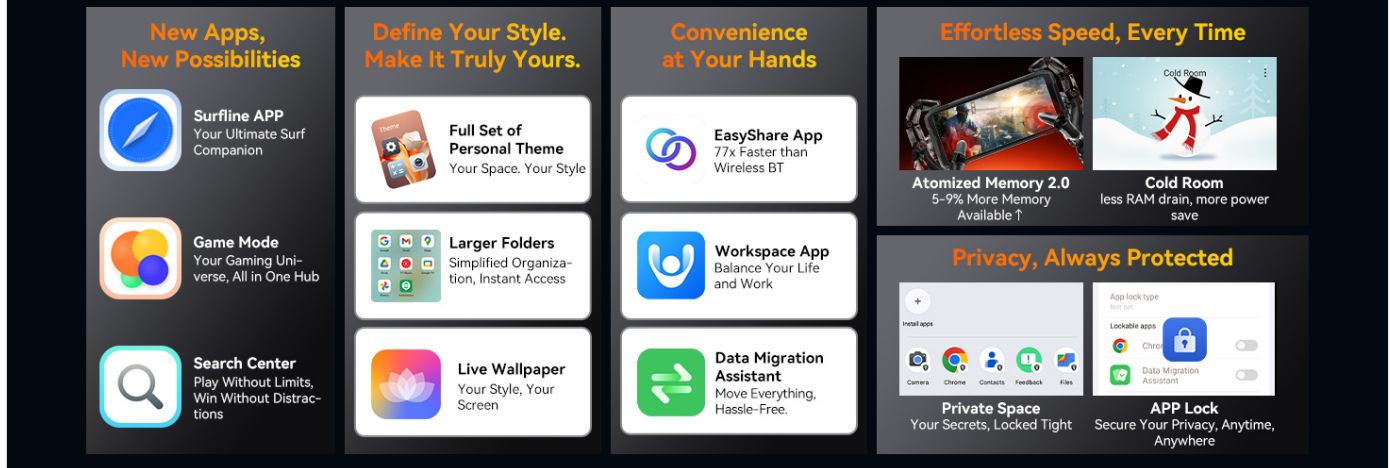 New Apps,
New Possibilities
Surfline APP
Your Ultimate Surf
Companion
Game Mode
Your Gaming Uni-
verse, All in One Hub
Search Center
Play Without Limits,
Win Without Distrac-
tions
Define Your Style.
Make It Truly Yours.
Theme
Full Set of
Personal Theme
Your Space. Your Style
Larger Folders
Simplified Organiza-
tion, Instant Access
Live Wallpaper
Your Style, Your
Screen
Convenience
at Your Hands
EasyShare App
77x Faster than
Wireless BT
Workspace App
Balance Your Life
and Work
Data Migration
Assistant
Move Everything,
Hassle-Free.
Effortless Speed, Every Time
Cold Room
Atomized Memory 2.0
5-9% More Memory
Available↑
Cold Room
less RAM drain, more power
save
Privacy, Always Protected
Install apps
Camera Chrome Contacts Feedback Files
Private Space
Your Secrets, Locked Tight
App lock type
Not set
Lockable apps
Chro
Data Migration
Assistant
APP Lock
Secure Your Privacy, Anytime,
Anywhere